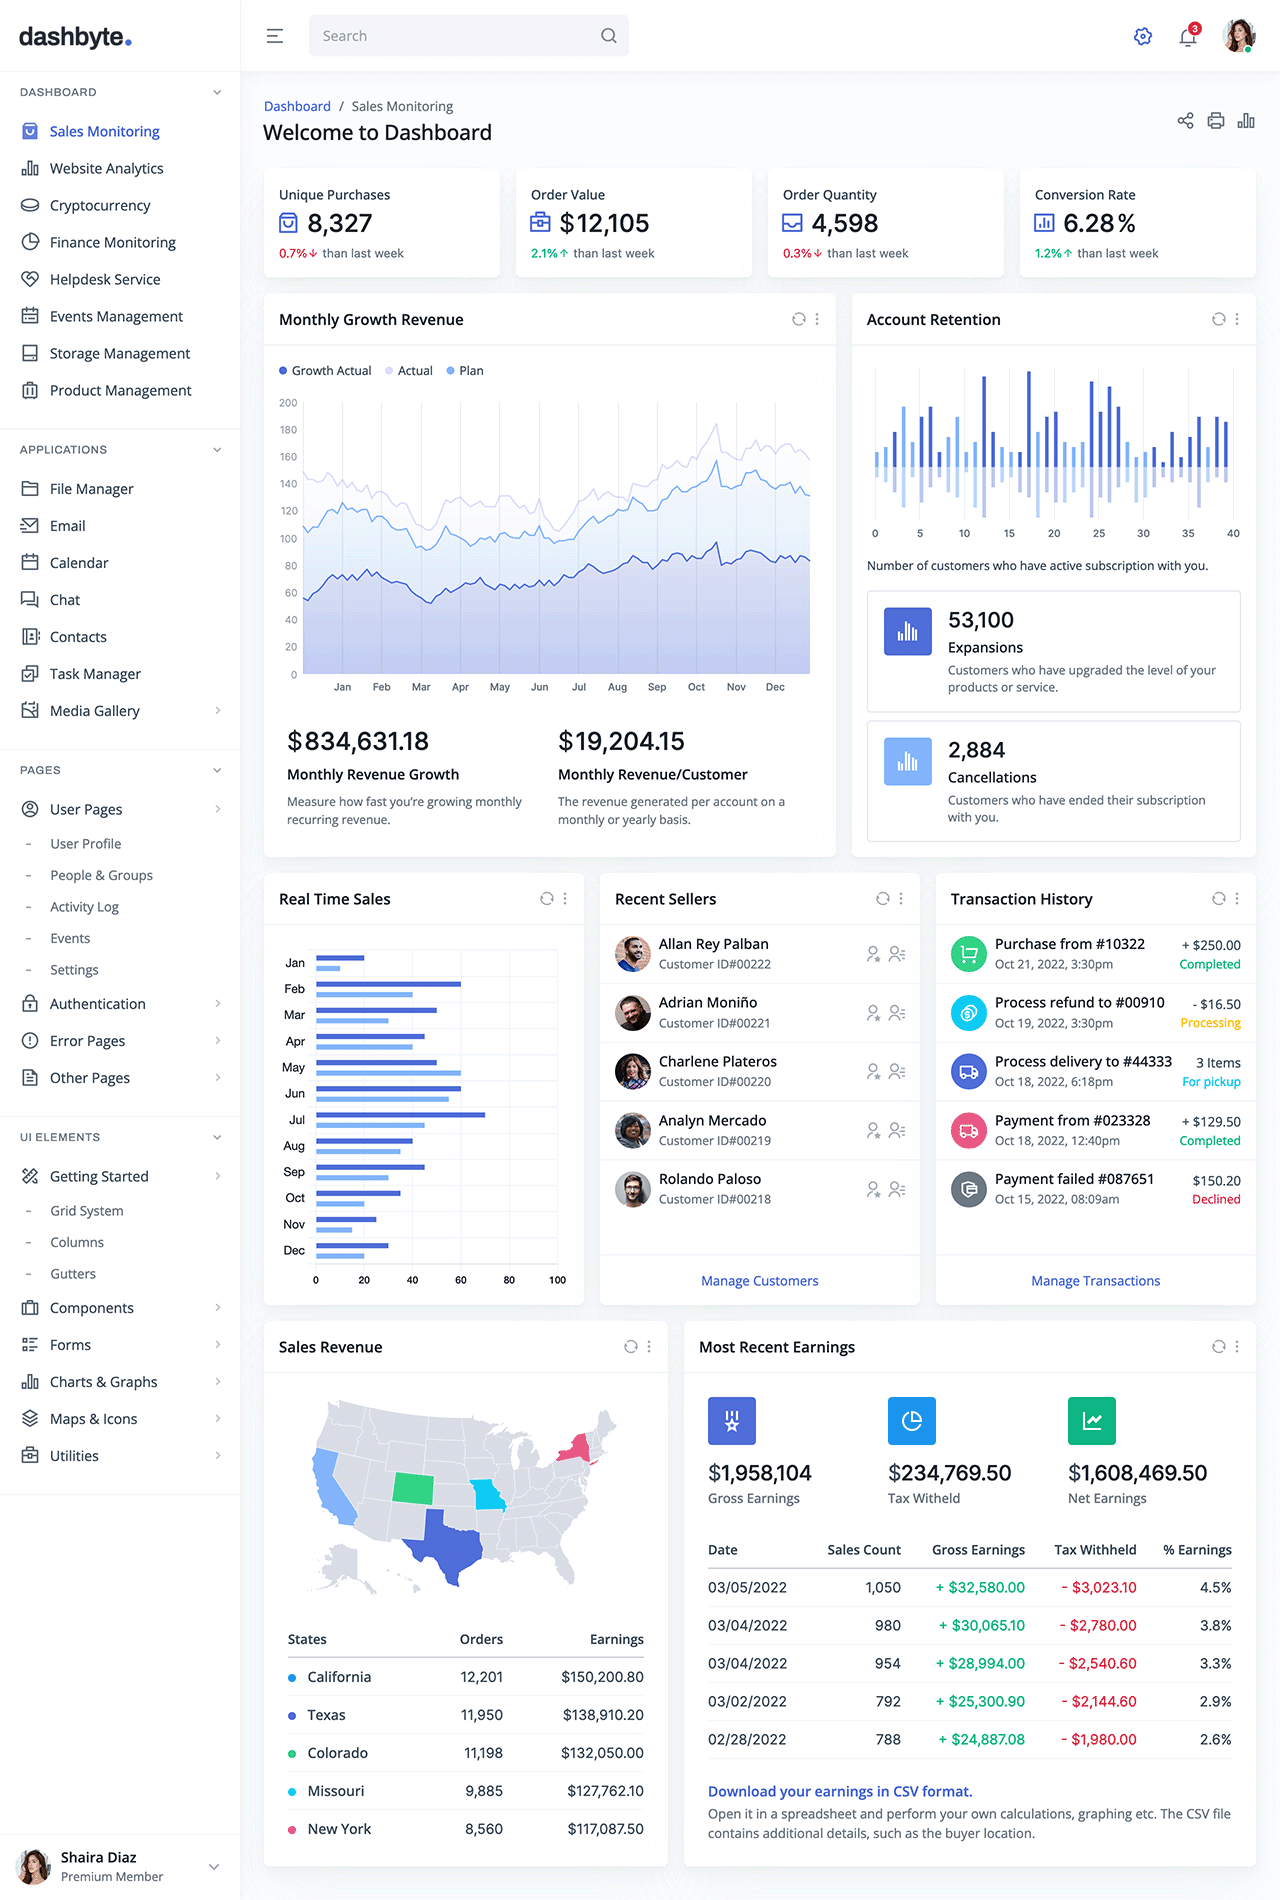 dashbyte.
Search
3
DASHBOARD
Sales Monitoring
Website Analytics
Cryptocurrency
Finance Monitoring
Helpdesk Service
Events Management
Storage Management
Product Management
APPLICATIONS
File Manager
Email
Calendar
Chat
Contacts
Task Manager
Media Gallery
PAGES
User Pages
- User Profile
- People & Groups
- Activity Log
- Events
- Settings
Authentication
Error Pages
Other Pages
UI ELEMENTS
Getting Started
- Grid System
- Columns
- Gutters
Components
Forms
Charts & Graphs
Maps & Icons
Utilities
Shaira Diaz
Premium Member
Dashboard / Sales Monitoring
Welcome to Dashboard
Unique Purchases
8,327
0.7%↓ than last week
Order Value
$12,105
2.1%↑ than last week
Order Quantity
4,598
0.3%↓ than last week
Conversion Rate
6.28%
1.2%↑ than last week
Monthly Growth Revenue
Growth Actual Actual Plan
200
180
160
140
120
100
80
60
40
20
0
Jan Feb Mar Apr May Jun Jul Aug Sep Oct Nov Dec
$834,631.18
Monthly Revenue Growth
Measure how fast you’re growing monthly
recurring revenue.
$19,204.15
Monthly Revenue/Customer
The revenue generated per account on a
monthly or yearly basis.
Account Retention
0 5 10 15 20 25 30 35 40
Number of customers who have active subscription with you.
53,100
Expansions
Customers who have upgraded the level of your
products or service.
2,884
Cancellations
Customers who have ended their subscription
with you.
Real Time Sales
Jan
Feb
Mar
Apr
May
Jun
Jul
Aug
Sep
Oct
Nov
Dec
0 20 40 60 80 100
Recent Sellers
Allan Rey Palban
Customer ID#00222
Adrian Moniño
Customer ID#00221
Charlene Plateros
Customer ID#00220
Analyn Mercado
Customer ID#00219
Rolando Paloso
Customer ID#00218
Manage Customers
Transaction History
Purchase from #10322 + $250.00
Oct 21, 2022, 3:30pm Completed
Process refund to #00910 - $16.50
Oct 19, 2022, 3:30pm Processing
Process delivery to #44333 3 Items
Oct 18, 2022, 6:18pm For pickup
Payment from #023328 + $129.50
Oct 18, 2022, 12:40pm Completed
Payment failed #087651 $150.20
Oct 15, 2022, 08:09am Declined
Manage Transactions
Sales Revenue
States Orders Earnings
California 12,201 $150,200.80
Texas 11,950 $138,910.20
Colorado 11,198 $132,050.00
Missouri 9,885 $127,762.10
New York 8,560 $117,087.50
Most Recent Earnings
$1,958,104
Gross Earnings
$234,769.50
Tax Witheld
$1,608,469.50
Net Earnings
Date Sales Count Gross Earnings Tax Withheld % Earnings
03/05/2022 1,050 + $32,580.00 - $3,023.10 4.5%
03/04/2022 980 + $30,065.10 - $2,780.00 3.8%
03/04/2022 954 + $28,994.00 - $2,540.60 3.3%
03/02/2022 792 + $25,300.90 - $2,144.60 2.9%
02/28/2022 788 + $24,887.08 - $1,980.00 2.6%
Download your earnings in CSV format.
Open it in a spreadsheet and perform your own calculations, graphing etc. The CSV file
contains additional details, such as the buyer location.